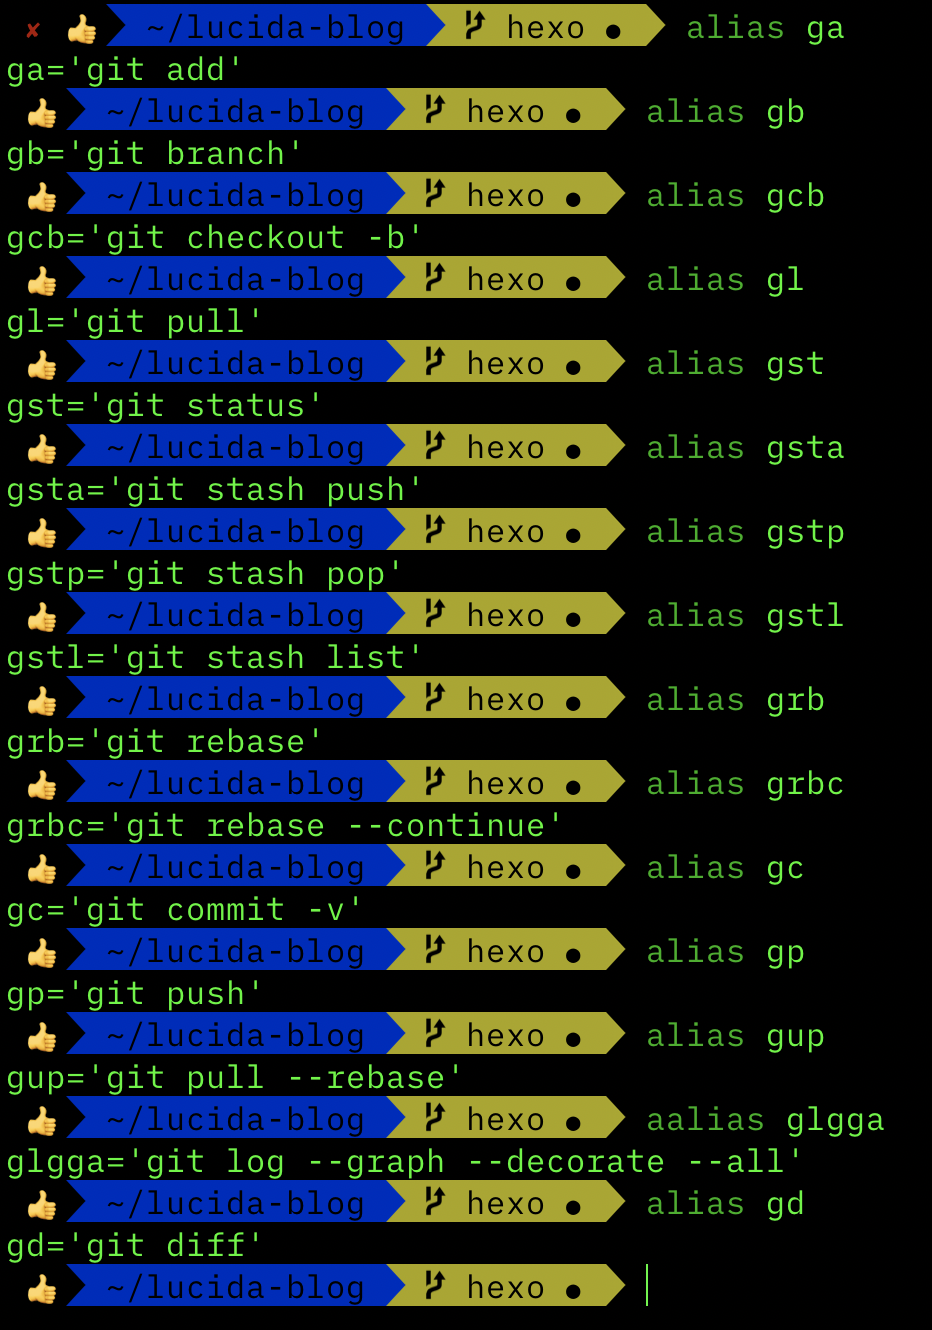 ✘ 👍 ~/lucida-blog hexo ● alias ga
ga='git add'
👍 ~/lucida-blog hexo ● alias gb
gb='git branch'
👍 ~/lucida-blog hexo ● alias gcb
gcb='git checkout -b'
👍 ~/lucida-blog hexo ● alias gl
gl='git pull'
👍 ~/lucida-blog hexo ● alias gst
gst='git status'
👍 ~/lucida-blog hexo ● alias gsta
gsta='git stash push'
👍 ~/lucida-blog hexo ● alias gstp
gstp='git stash pop'
👍 ~/lucida-blog hexo ● alias gstl
gstl='git stash list'
👍 ~/lucida-blog hexo ● alias grb
grb='git rebase'
👍 ~/lucida-blog hexo ● alias grbc
grbc='git rebase --continue'
👍 ~/lucida-blog hexo ● alias gc
gc='git commit -v'
👍 ~/lucida-blog hexo ● alias gp
gp='git push'
👍 ~/lucida-blog hexo ● alias gup
gup='git pull --rebase'
👍 ~/lucida-blog hexo ● aalias glgga
glgga='git log --graph --decorate --all'
👍 ~/lucida-blog hexo ● alias gd
gd='git diff'
👍 ~/lucida-blog hexo ●